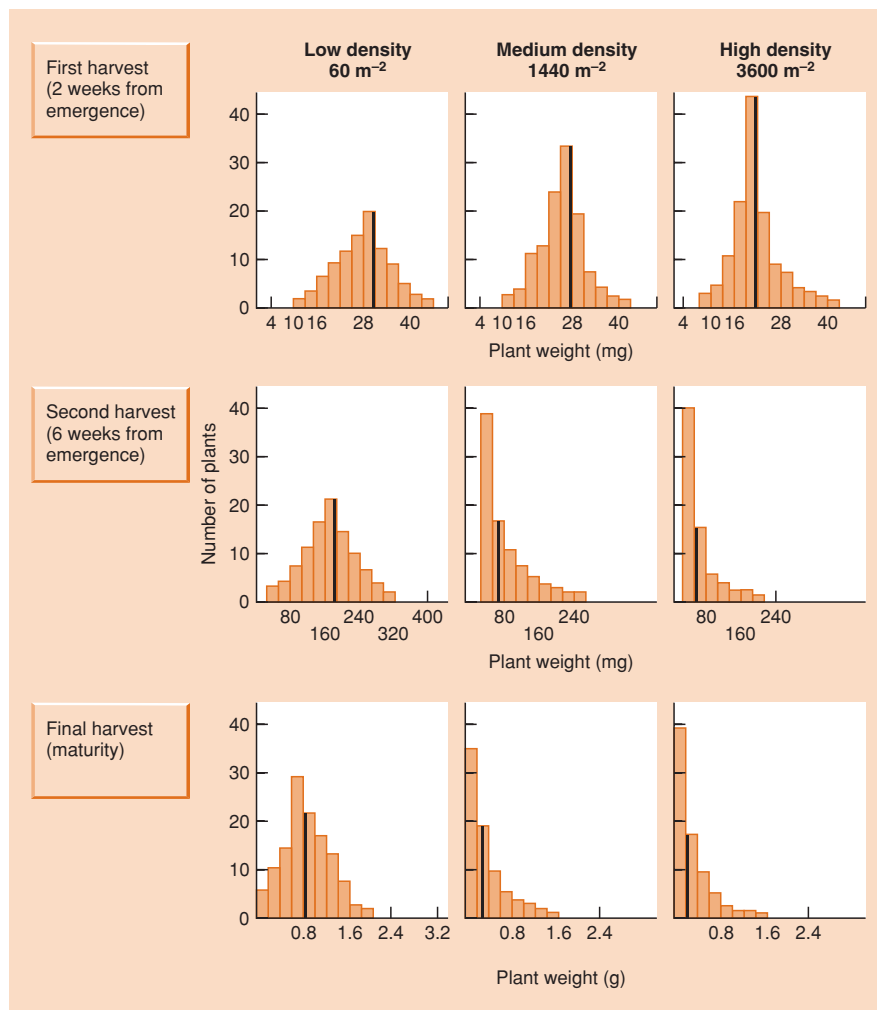 Low density
60 m–2
Medium density
1440 m–2
High density
3600 m–2
First harvest
(2 weeks from
emergence)
40
30
20
10
0
4 10 16 28 40
4 10 16 28 40
4 10 16 28 40
Plant weight (mg)
Second harvest
(6 weeks from
emergence)
Number of plants
40
30
20
10
0
80 240 400
160 320
80 240
160
80 240
160
Plant weight (mg)
Final harvest
(maturity)
40
30
20
10
0
0.8 1.6 2.4 3.2
0.8 1.6 2.4
0.8 1.6 2.4
Plant weight (g)